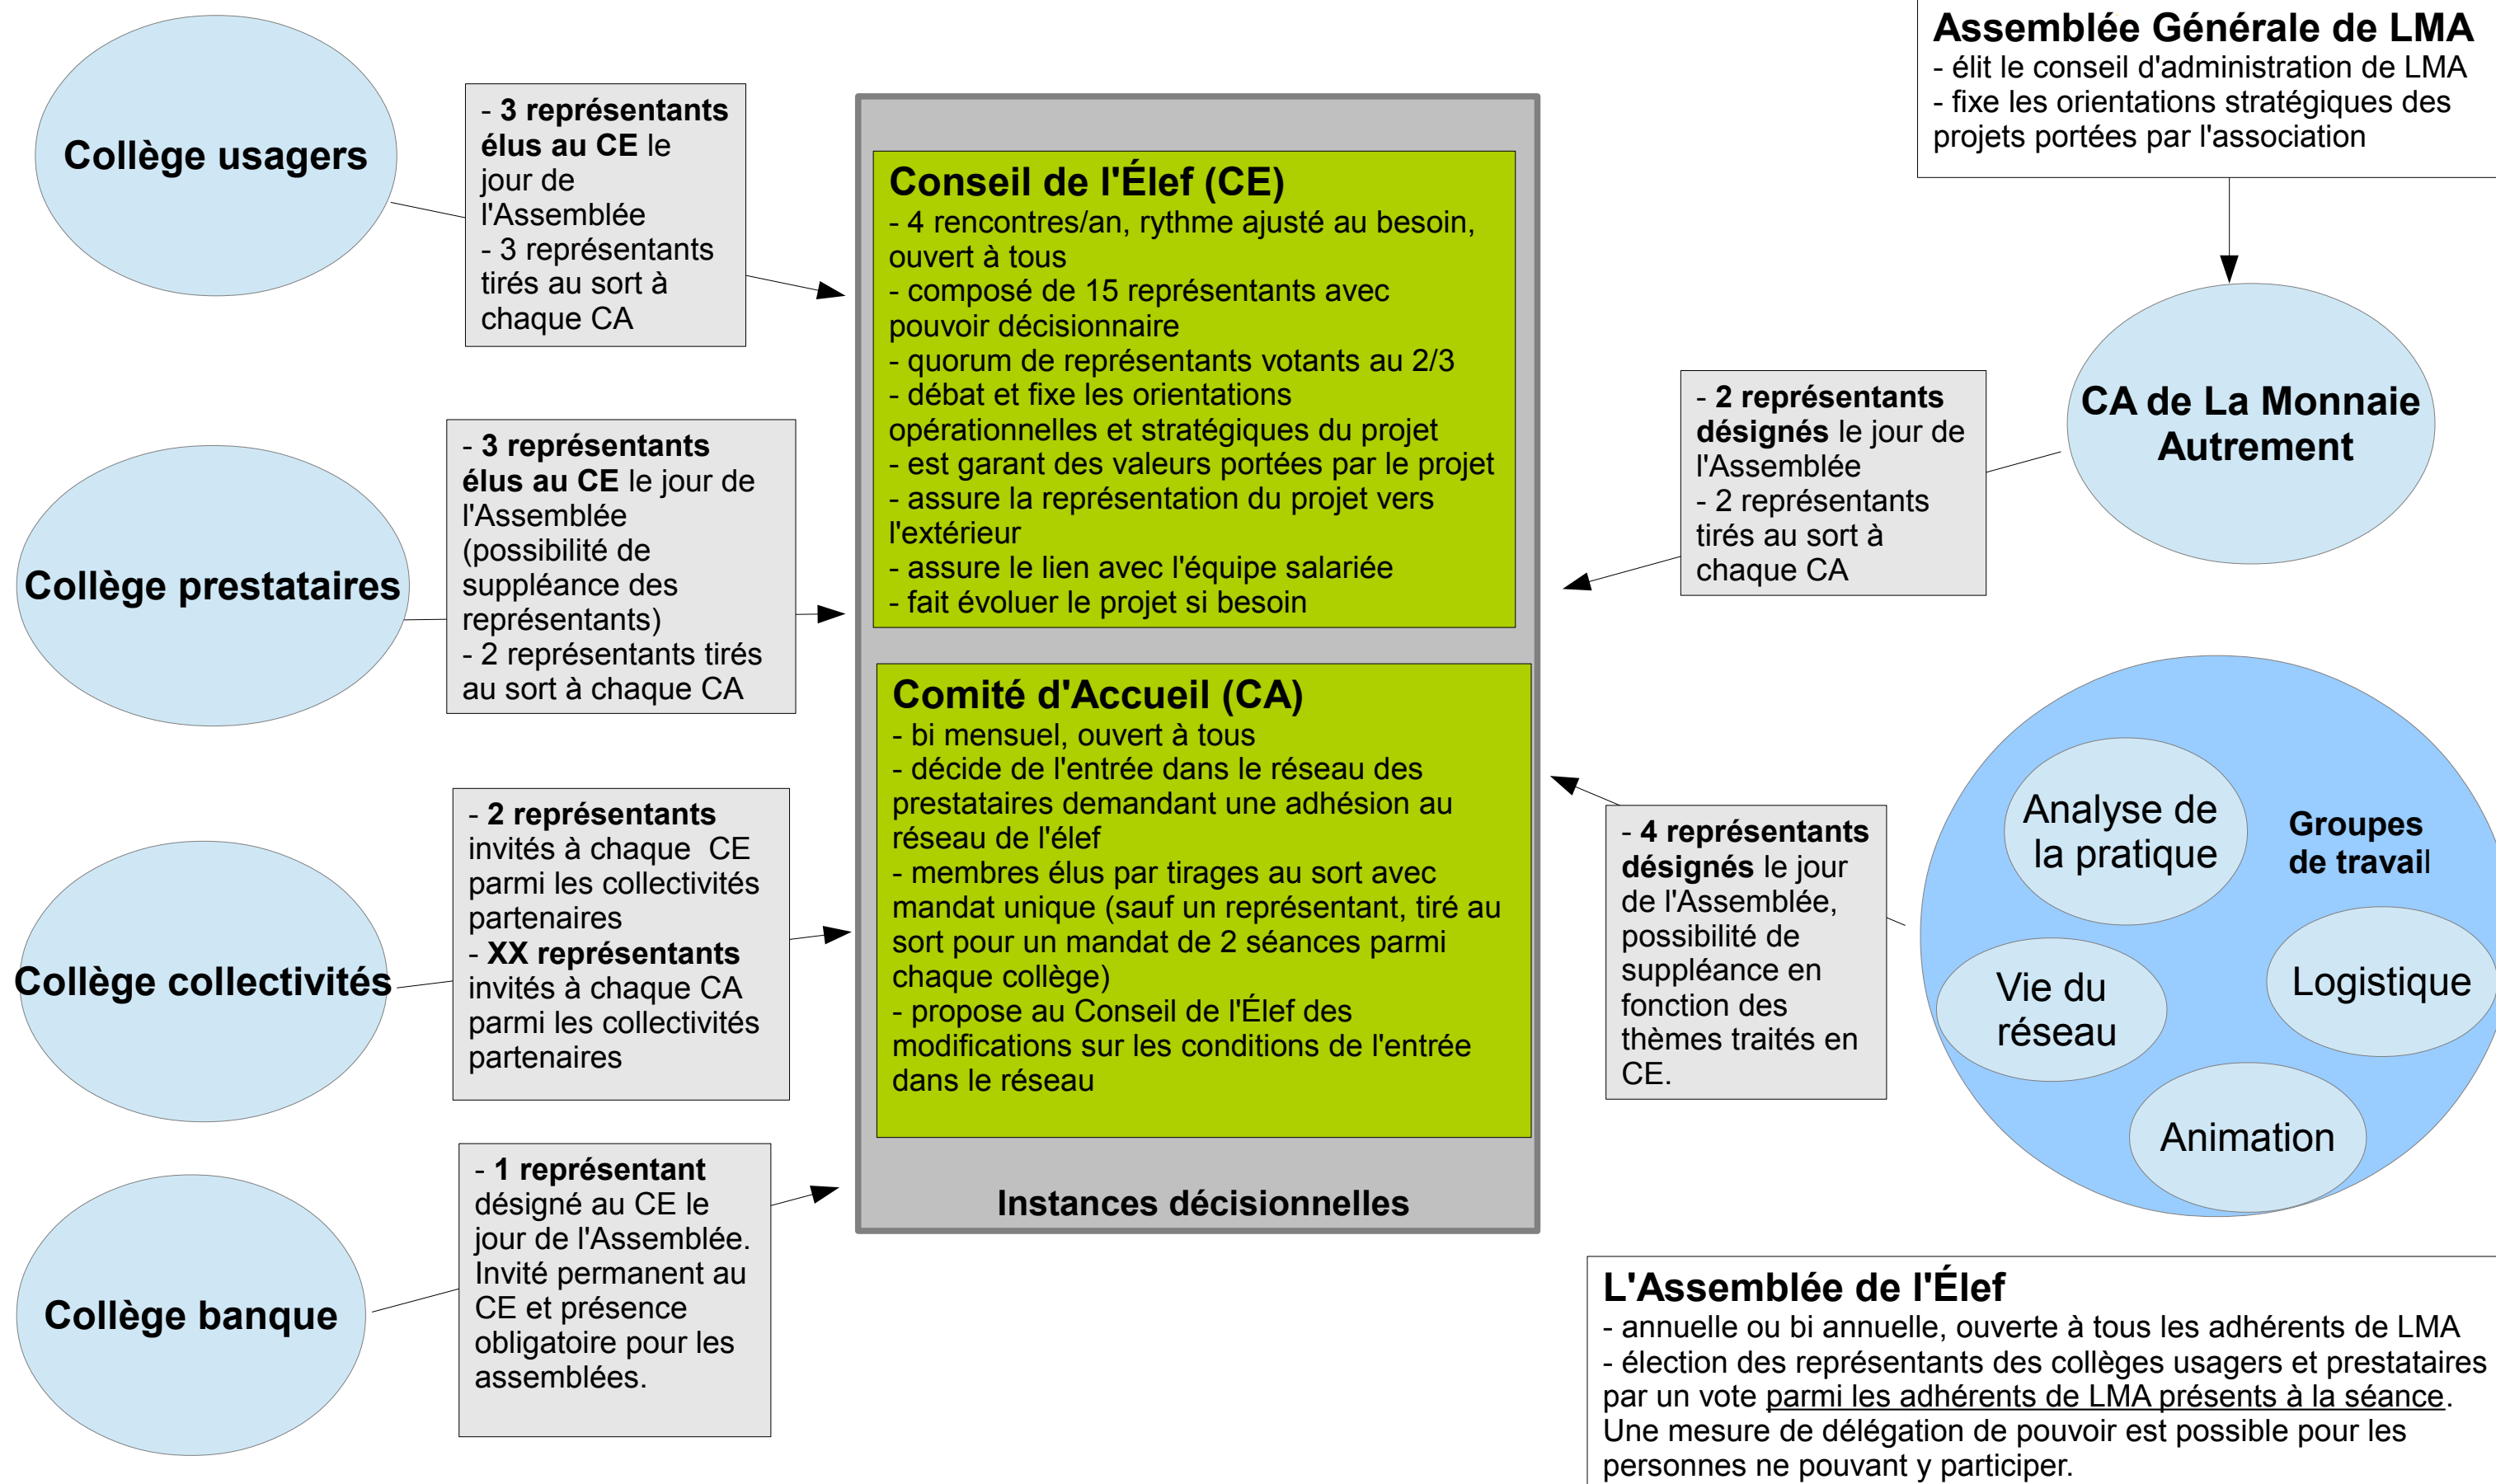 Collège usagers
- 3 représentants
élus au CE le
jour de
l'Assemblée
- 3 représentants
tirés au sort à
chaque CA
Collège prestataires
- 3 représentants
élus au CE le jour de
l'Assemblée
(possibilité de
suppléance des
représentants)
- 2 représentants tirés
au sort à chaque CA
Collège collectivités
- 2 représentants
invités à chaque  CE
parmi les collectivités
partenaires
- XX représentants
invités à chaque CA
parmi les collectivités
partenaires
Collège banque
- 1 représentant
désigné au CE le
jour de l'Assemblée.
Invité permanent au
CE et présence
obligatoire pour les
assemblées.
Conseil de l'Élef (CE)
- 4 rencontres/an, rythme ajusté au besoin,
ouvert à tous
- composé de 15 représentants avec
pouvoir décisionnaire
- quorum de représentants votants au 2/3
- débat et fixe les orientations
opérationnelles et stratégiques du projet
- est garant des valeurs portées par le projet
- assure la représentation du projet vers
l'extérieur
- assure le lien avec l'équipe salariée
- fait évoluer le projet si besoin
Comité d'Accueil (CA)
- bi mensuel, ouvert à tous
- décide de l'entrée dans le réseau des
prestataires demandant une adhésion au
réseau de l'élef
- membres élus par tirages au sort avec
mandat unique (sauf un représentant, tiré au
sort pour un mandat de 2 séances parmi
chaque collège)
- propose au Conseil de l'Élef des
modifications sur les conditions de l'entrée
dans le réseau
Instances décisionnelles
Assemblée Générale de LMA
- élit le conseil d'administration de LMA
- fixe les orientations stratégiques des
projets portées par l'association
CA de La Monnaie
Autrement
- 2 représentants
désignés le jour de
l'Assemblée
- 2 représentants
tirés au sort à
chaque CA
- 4 représentants
désignés le jour
de l'Assemblée,
possibilité de
suppléance en
fonction des
thèmes traités en
CE.
Groupes
de travail
Analyse de
la pratique
Vie du
réseau
Logistique
Animation
L'Assemblée de l'Élef
- annuelle ou bi annuelle, ouverte à tous les adhérents de LMA
- élection des représentants des collèges usagers et prestataires
par un vote parmi les adhérents de LMA présents à la séance.
Une mesure de délégation de pouvoir est possible pour les
personnes ne pouvant y participer.